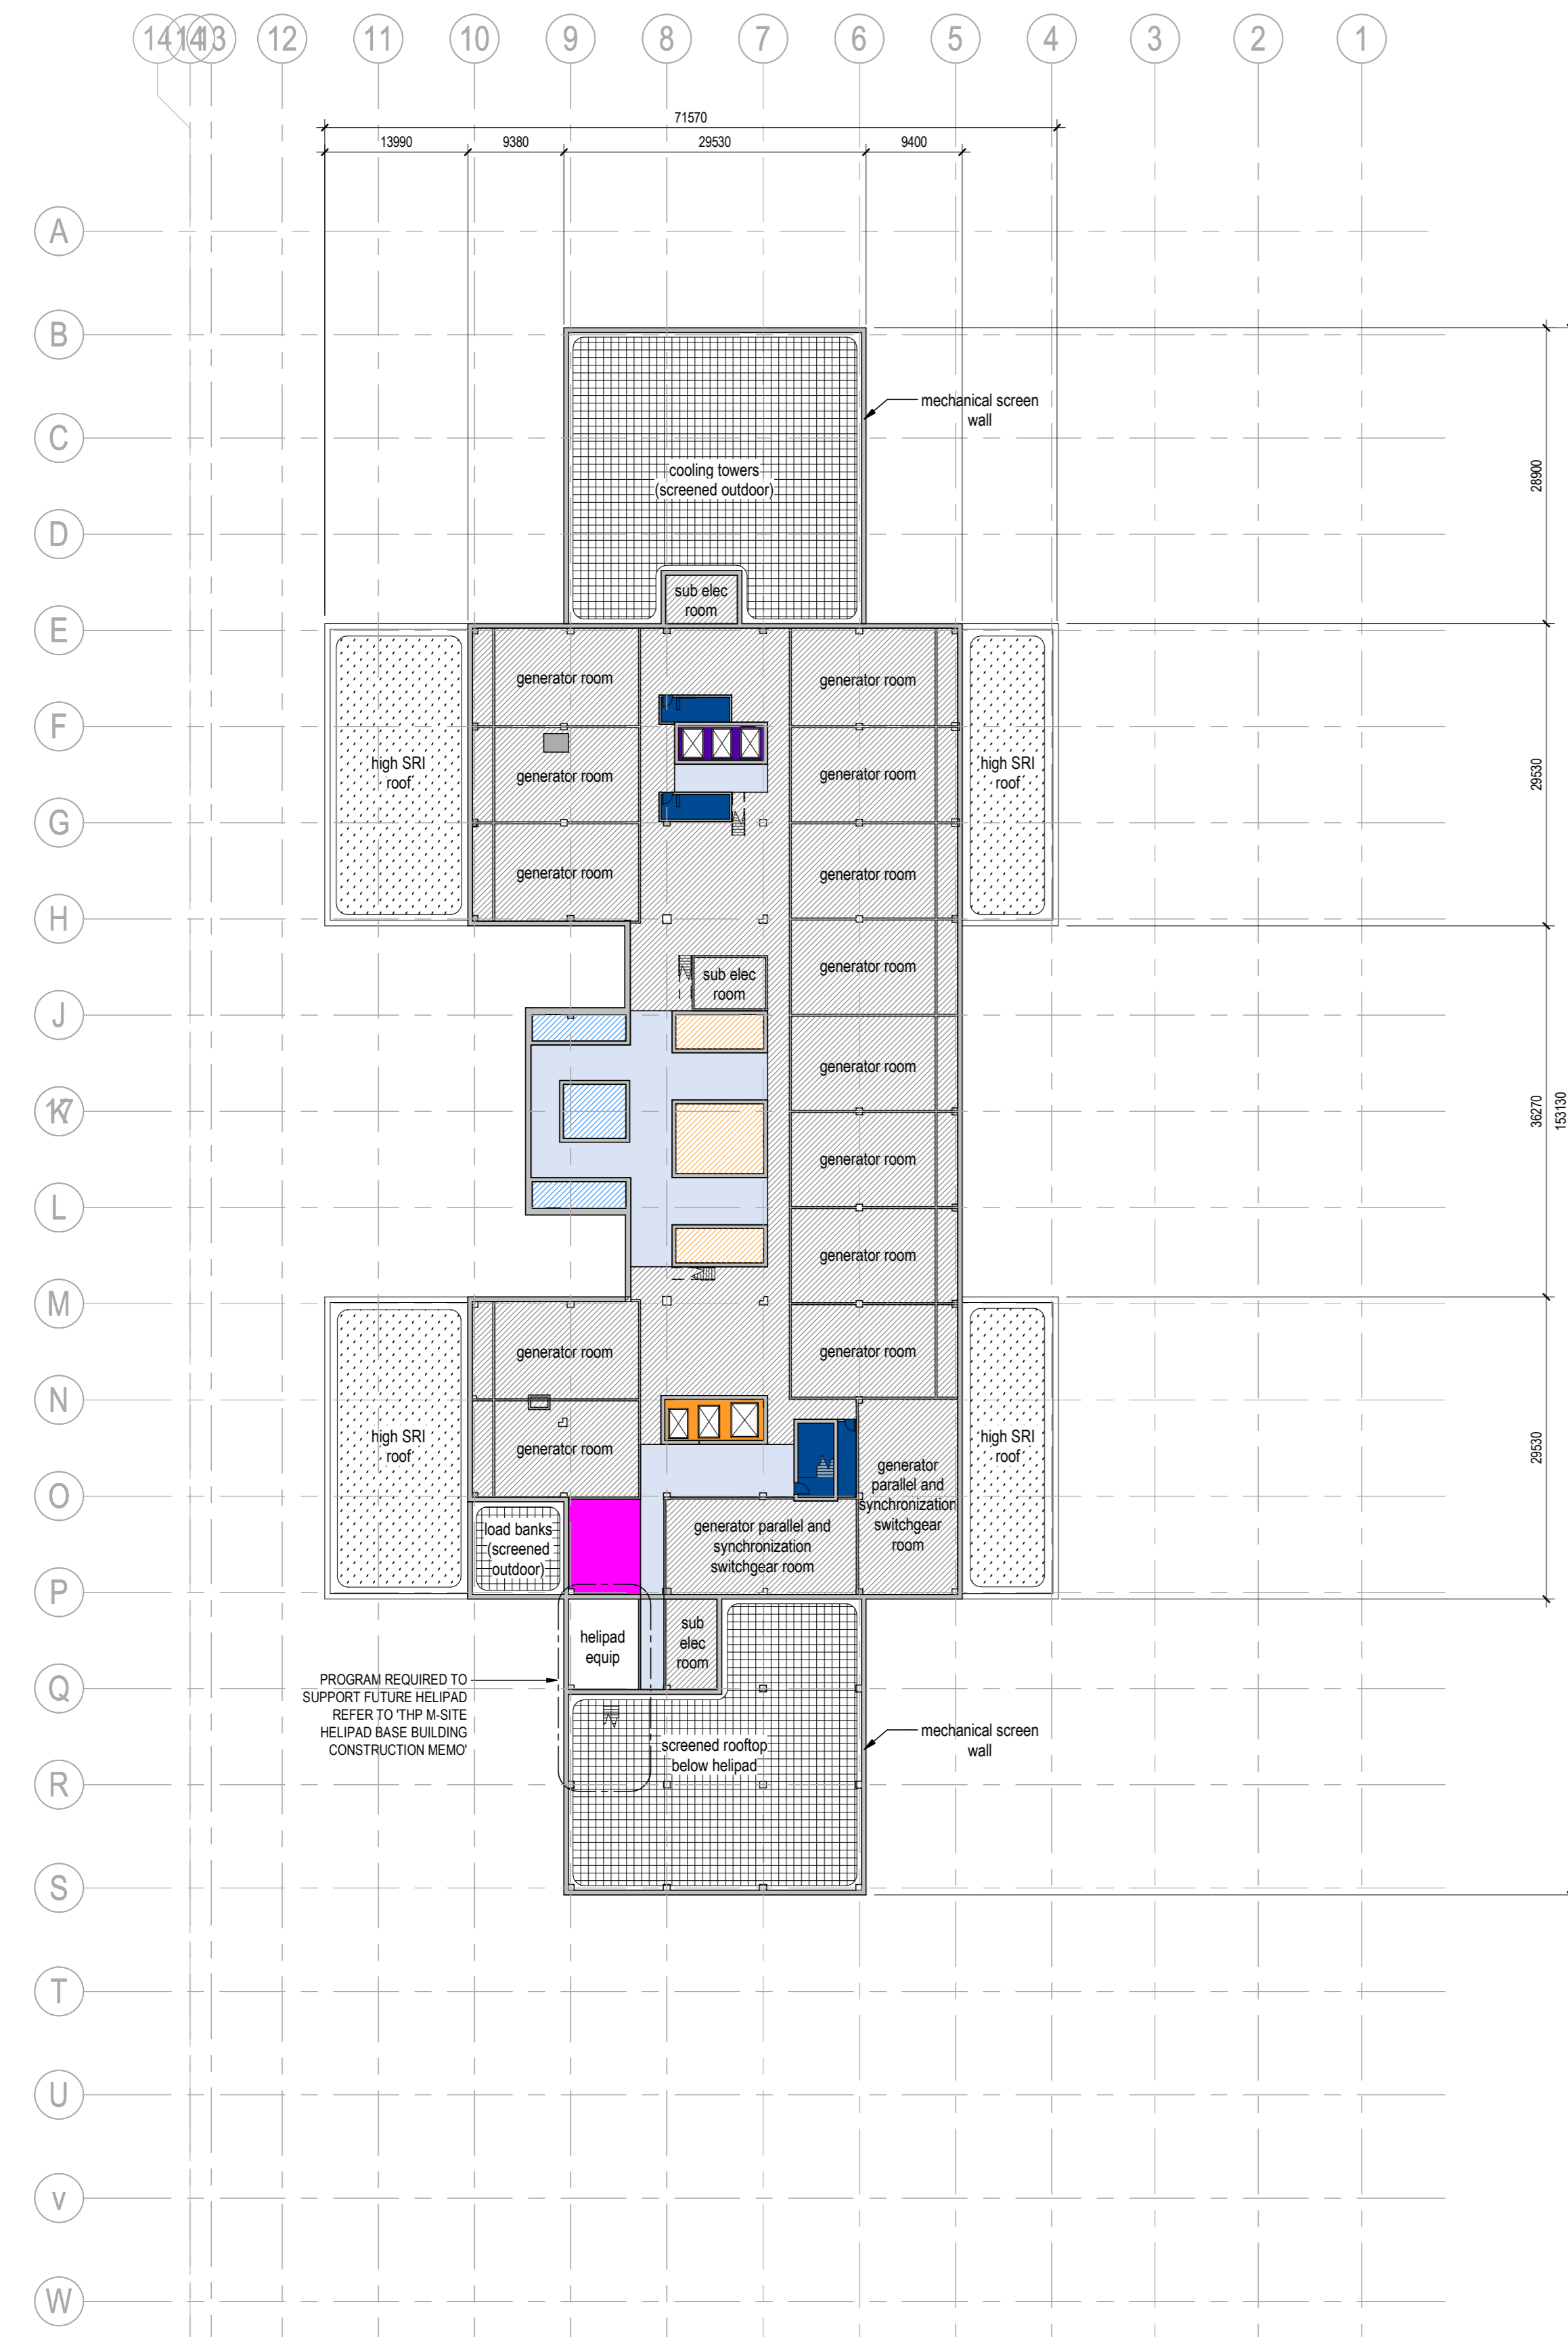 14 14 13 12 11 10 9 8 7 6 5 4 3 2 1
71570
13990 9380 29530 9400
A
B
mechanical screen
wall
C
cooling towers
(screened outdoor)
28900
D
sub elec
room
E
generator room
generator room
F
high SRI
roof
generator room
generator room
high SRI
roof
29530
G
generator room
generator room
H
generator room
sub elec
room
J
generator room
K
17
36270
153130
generator room
L
generator room
M
generator room
generator room
N
high SRI
roof
generator room
high SRI
roof
29530
generator
parallel and
synchronization
switchgear
room
O
load banks
(screened
outdoor)
generator parallel and
synchronization
switchgear room
P
helipad
equip
sub
elec
room
Q
PROGRAM REQUIRED TO
SUPPORT FUTURE HELIPAD
REFER TO 'THP M-SITE
HELIPAD BASE BUILDING
CONSTRUCTION MEMO'
screened rooftop
below helipad
mechanical screen
wall
R
S
T
U
v
W